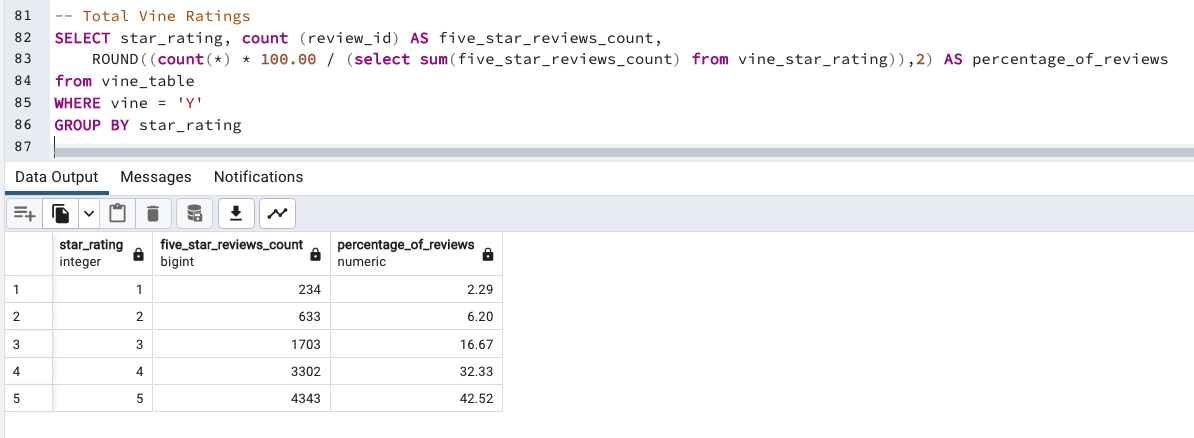 81 -- Total Vine Ratings
82 SELECT star_rating, count (review_id) AS five_star_reviews_count,
83 ROUND((count(*) * 100.00 / (select sum(five_star_reviews_count) from vine_star_rating)),2) AS percentage_of_reviews
84 from vine_table
85 WHERE vine = 'Y'
86 GROUP BY star_rating
87
Data Output Messages Notifications
star_rating five_star_reviews_count percentage_of_reviews
integer bigint numeric
1 1 234 2.29
2 2 633 6.20
3 3 1703 16.67
4 4 3302 32.33
5 5 4343 42.52